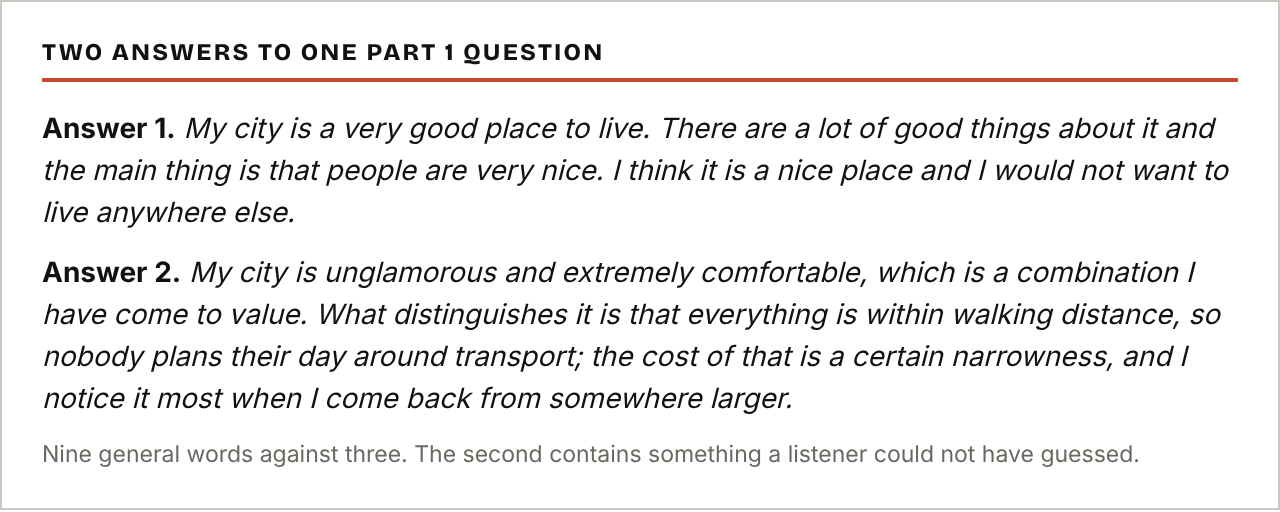 TWO ANSWERS TO ONE PART 1 QUESTION
Answer 1. My city is a very good place to live. There are a lot of good things about it and
the main thing is that people are very nice. I think it is a nice place and I would not want to
live anywhere else.
Answer 2. My city is unglamorous and extremely comfortable, which is a combination I
have come to value. What distinguishes it is that everything is within walking distance, so
nobody plans their day around transport; the cost of that is a certain narrowness, and I
notice it most when I come back from somewhere larger.
Nine general words against three. The second contains something a listener could not have guessed.